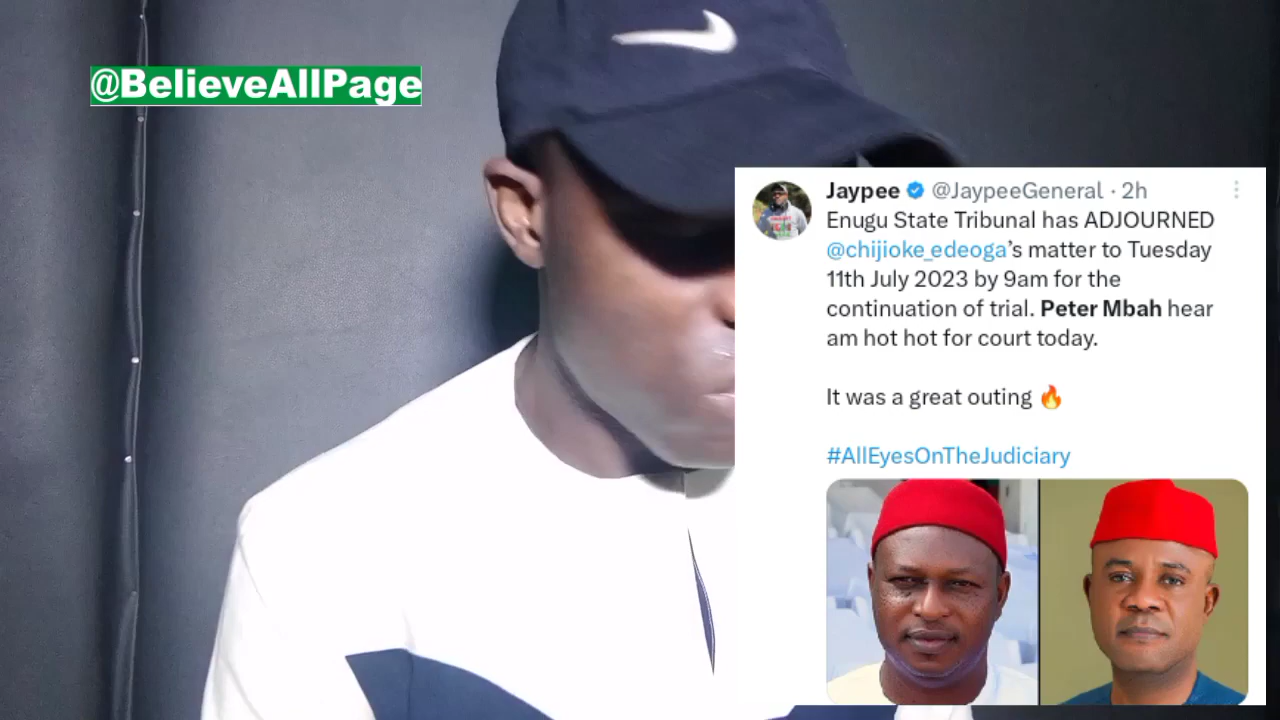 @BelieveAllPage
Jaypee @JaypeeGeneral · 2h
Enugu State Tribunal has ADJOURNED
@chijioke_edeoga's matter to Tuesday
11th July 2023 by 9am for the
continuation of trial. Peter Mbah hear
am hot hot for court today.
It was a great outing 🔥
#AllEyesOnTheJudiciary